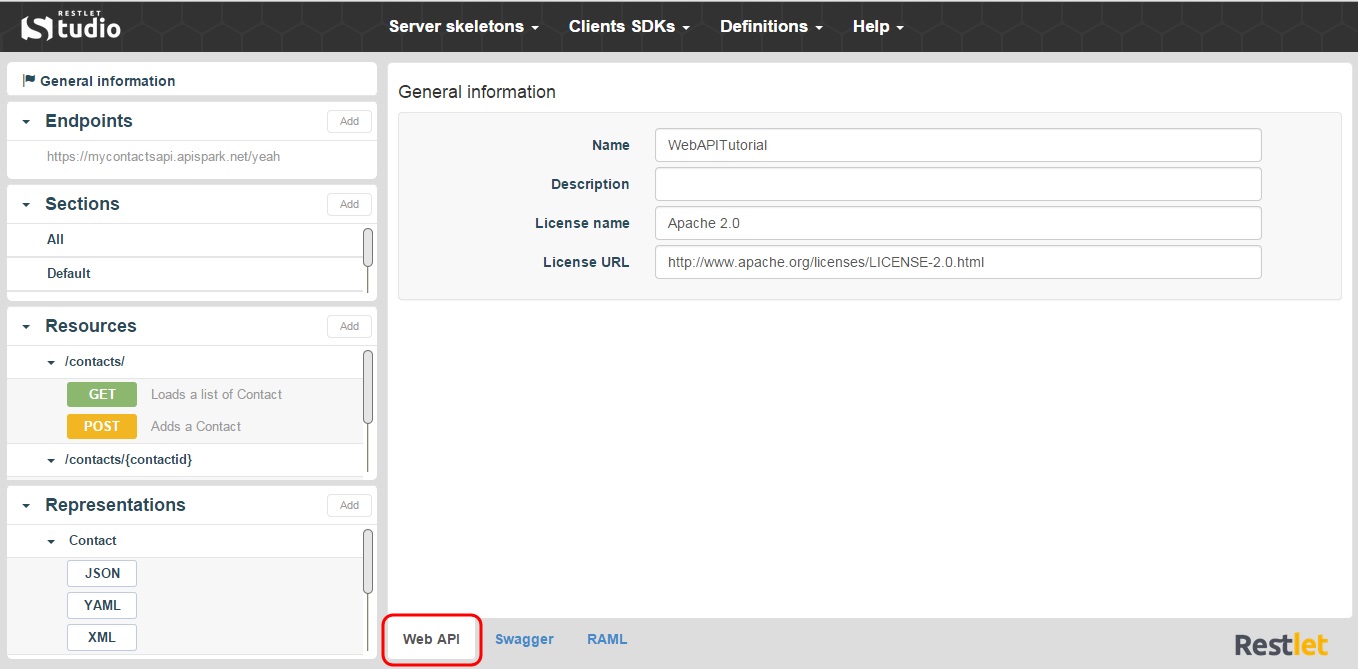 RESTLET
Studio
Server skeletons
Clients SDKs
Definitions
Help
General information
Endpoints
Add
https://mycontactsapi.apispark.net/yeah
Sections
Add
All
Default
Resources
Add
/contacts/
GET
Loads a list of Contact
POST
Adds a Contact
/contacts/{contactid}
Representations
Add
Contact
JSON
YAML
XML
General information
Name
WebAPITutorial
Description
License name
Apache 2.0
License URL
http://www.apache.org/licenses/LICENSE-2.0.html
Web API
Swagger
RAML
Restlet